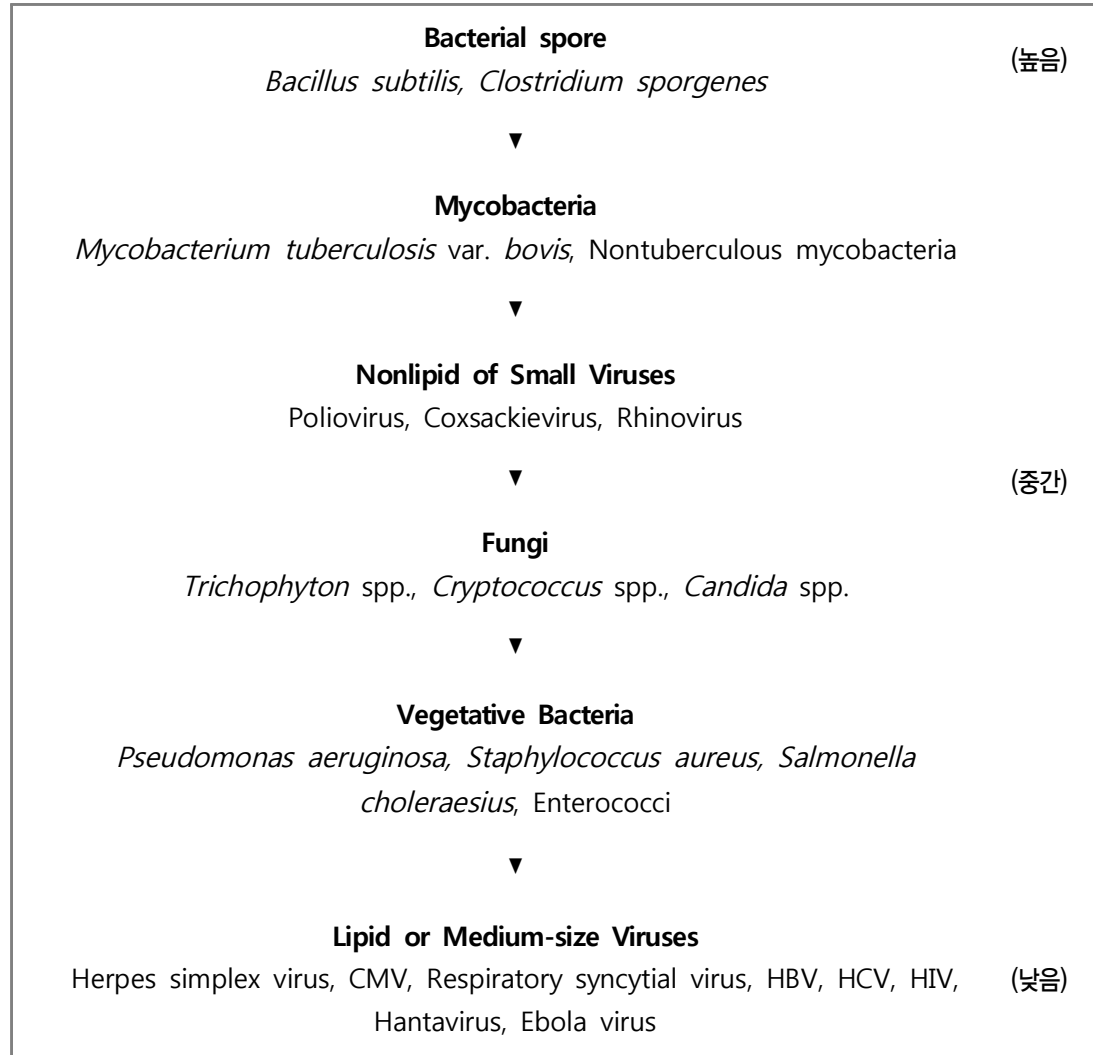 Bacterial spore
(높음)
Bacillus subtilis, Clostridium sporgenes
▼
Mycobacteria
Mycobacterium tuberculosis var. bovis, Nontuberculous mycobacteria
▼
Nonlipid of Small Viruses
Poliovirus, Coxsackievirus, Rhinovirus
▼
(중간)
Fungi
Trichophyton spp., Cryptococcus spp., Candida spp.
▼
Vegetative Bacteria
Pseudomonas aeruginosa, Staphylococcus aureus, Salmonella
choleraesius, Enterococci
▼
Lipid or Medium-size Viruses
Herpes simplex virus, CMV, Respiratory syncytial virus, HBV, HCV, HIV, (낮음)
Hantavirus, Ebola virus